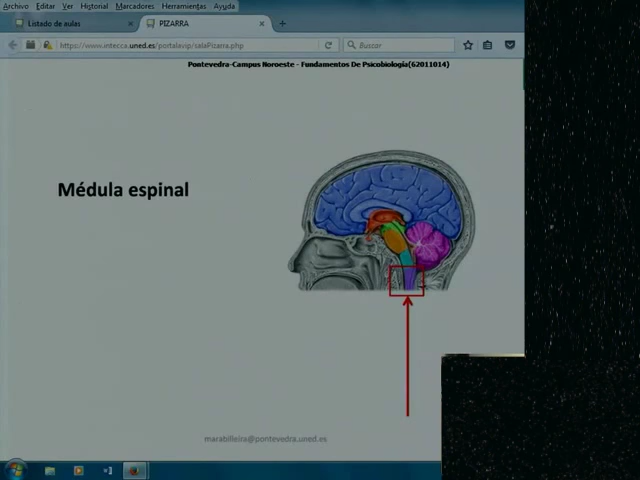 Archivo Editar Ver Historial Marcadores Herramientas Ayuda
Listado de aulas
PIZARRA
https://www.intecca.uned.es/portalavip/salaPizarra.php
Buscar
Pontevedra-Campus Noroeste - Fundamentos De Psicobiología(62011014)
Médula espinal
marabilleira@pontevedra.uned.es